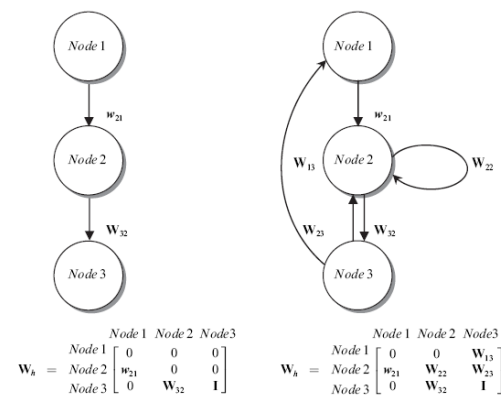 Node 1
w21
Node 2
W32
Node 3
Node 1 Node 2 Node3
Node 1 0 0 0
Wh = Node 2 w21 0 0
Node 3 0 W32 I
Node 1
w21
W13
Node 2
W22
W23
W32
Node 3
Node 1 Node 2 Node3
Node 1 0 0 W13
Wh = Node 2 w21 W22 W23
Node 3 0 W32 I